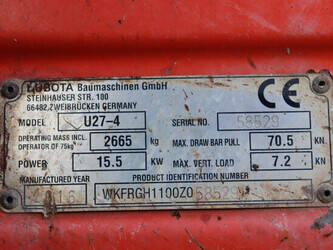 KUBOTA Baumaschinen GmbH
STEINHAUSER STR. 100
66482, ZWEIBRÜCKEN GERMANY
CE
MODEL U27-4 SERIAL NO. 58529
OPERATING MASS INCL. OPERATOR OF 75kg 2665 kg MAX. DRAW BAR PULL 70.5 KN
POWER 15.5 KW MAX. VERT. LOAD 7.2 KN
MANUFACTURED YEAR PRODUCT IDENTIFICATION NUMBER
WKFRGH1100Z058529